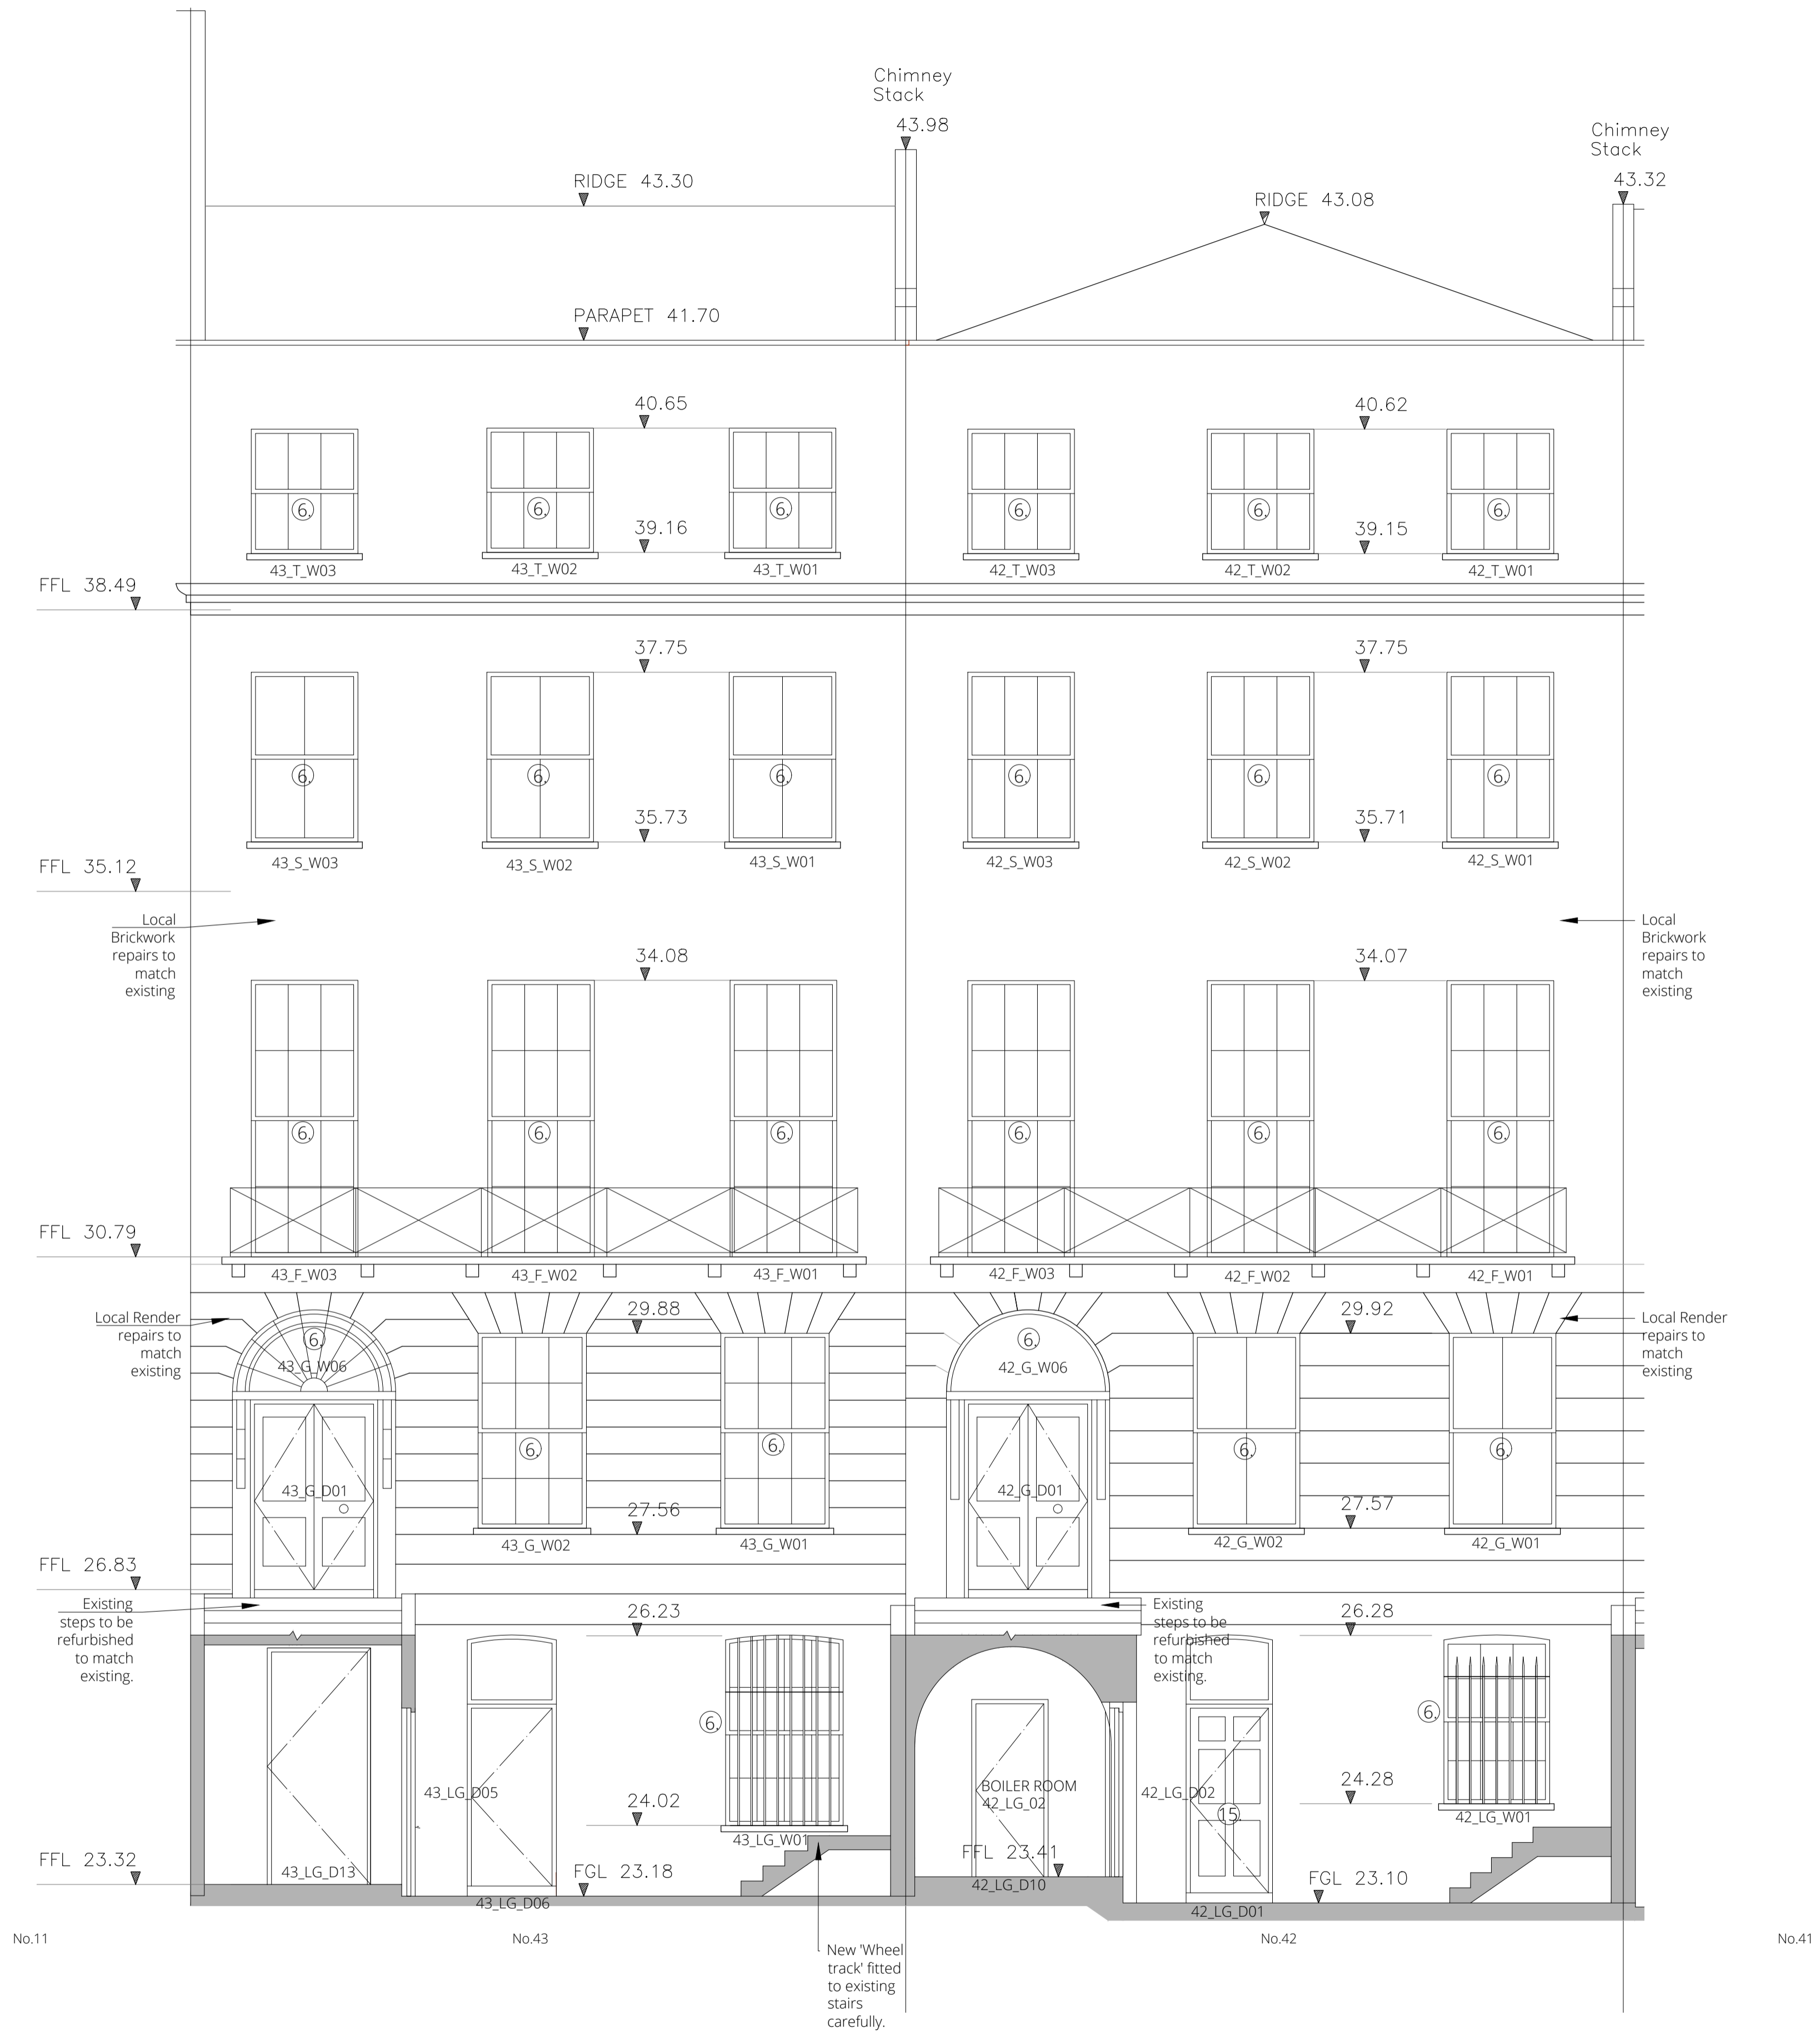 Chimney
Stack
43.98
Chimney
Stack
43.32
RIDGE 43.30
RIDGE 43.08
PARAPET 41.70
40.65
40.62
6.
6.
6.
6.
6.
6.
39.16
39.15
43_T_W03
43_T_W02
43_T_W01
42_T_W03
42_T_W02
42_T_W01
FFL 38.49
37.75
37.75
6.
6.
6.
6.
6.
6.
35.73
35.71
43_S_W03
43_S_W02
43_S_W01
42_S_W03
42_S_W02
42_S_W01
FFL 35.12
Local
Brickwork
repairs to
match
existing
Local
Brickwork
repairs to
match
existing
34.08
34.07
6.
6.
6.
6.
6.
6.
FFL 30.79
43_F_W03
43_F_W02
43_F_W01
42_F_W03
42_F_W02
42_F_W01
Local Render
repairs to
match
existing
29.88
29.92
Local Render
repairs to
match
existing
6.
43_G_W06
6.
42_G_W06
6.
6.
6.
6.
43_G_D01
42_G_D01
27.56
27.57
43_G_W02
43_G_W01
42_G_W02
42_G_W01
FFL 26.83
Existing
steps to be
refurbished
to match
existing.
26.23
Existing
steps to be
refurbished
to match
existing.
26.28
6.
6.
43_LG_D05
BOILER ROOM
42_LG_02
42_LG_D02
15.
24.02
24.28
43_LG_W01
42_LG_W01
FFL 23.32
43_LG_D13
FGL 23.18
FFL 23.41
42_LG_D10
FGL 23.10
43_LG_D06
42_LG_D01
No.11
No.43
No.42
No.41
New 'Wheel
track' fitted
to existing
stairs
carefully.